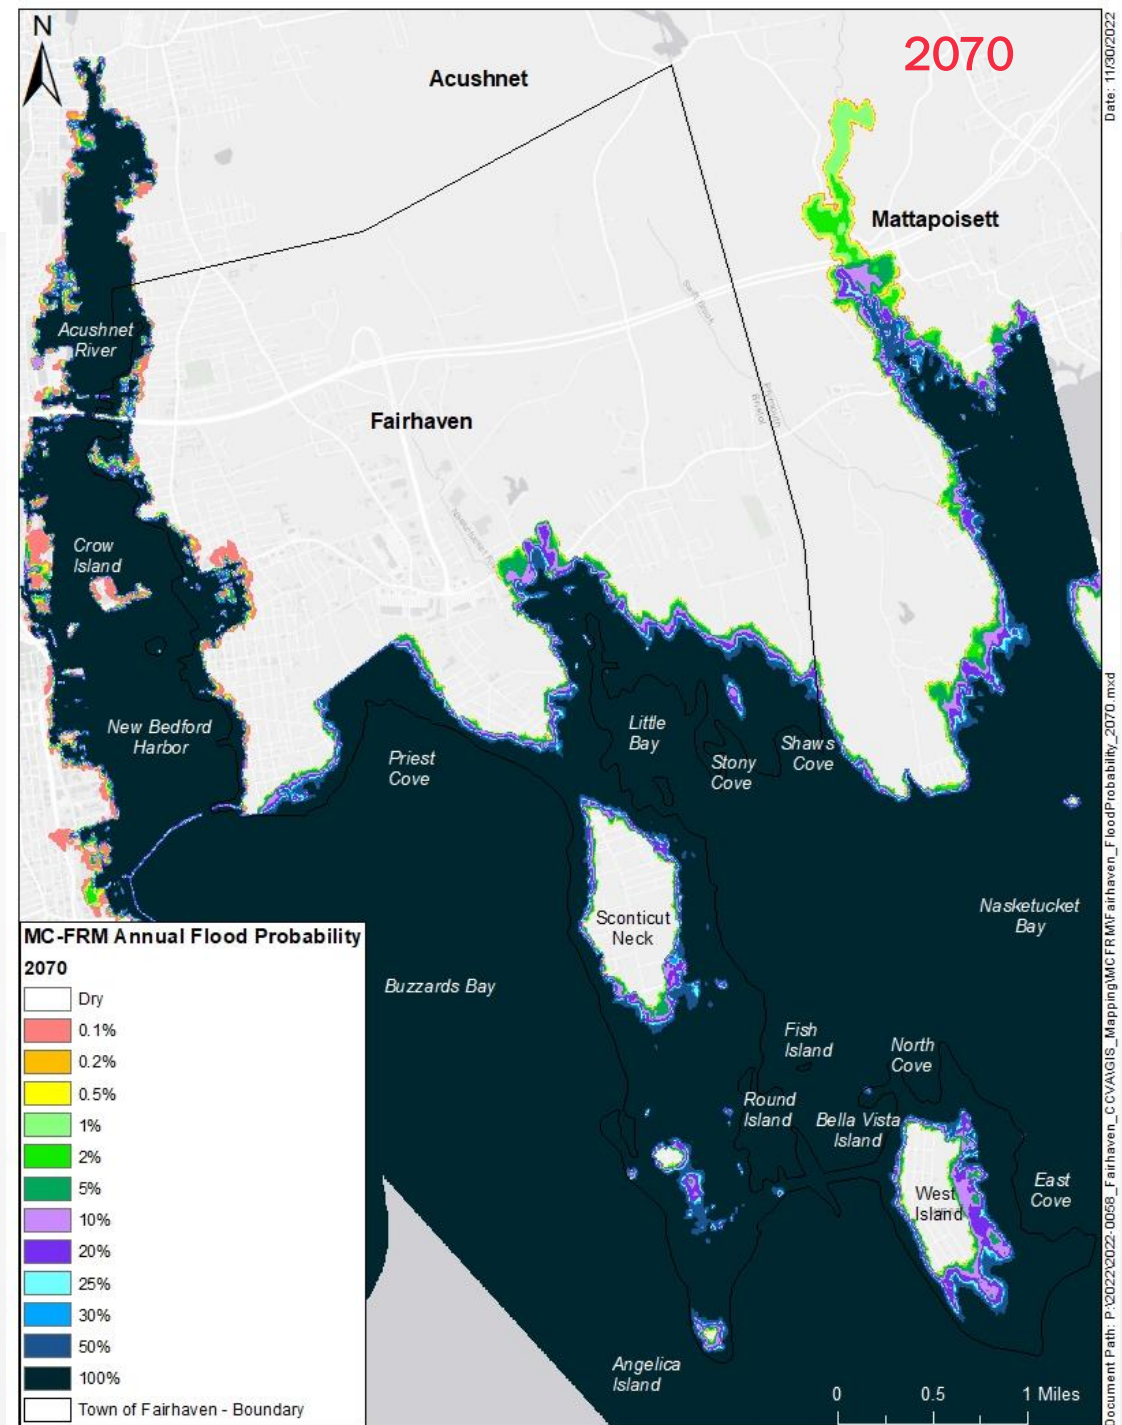 N
2070
Date: 11/30/2022
Acushnet
Mattapoisett
Acushnet
River
Fairhaven
Crow
Island
New Bedford
Harbor
Priest
Cove
Little
Bay
Stony
Cove
Shaws
Cove
Sconticut
Neck
Nasketucket
Bay
Buzzards Bay
Fish
Island
North
Cove
Round
Island
Bella Vista
Island
West
Island
East
Cove
Angelica
Island
MC-FRM Annual Flood Probability
2070
Dry
0.1%
0.2%
0.5%
1%
2%
5%
10%
20%
25%
30%
50%
100%
Town of Fairhaven - Boundary
0 0.5 1 Miles
Document Path: P:\2022\2022-0058_Fairhaven_CCVA\GIS_Mapping\MCFRM\Fairhaven_FloodProbability_2070.mxd